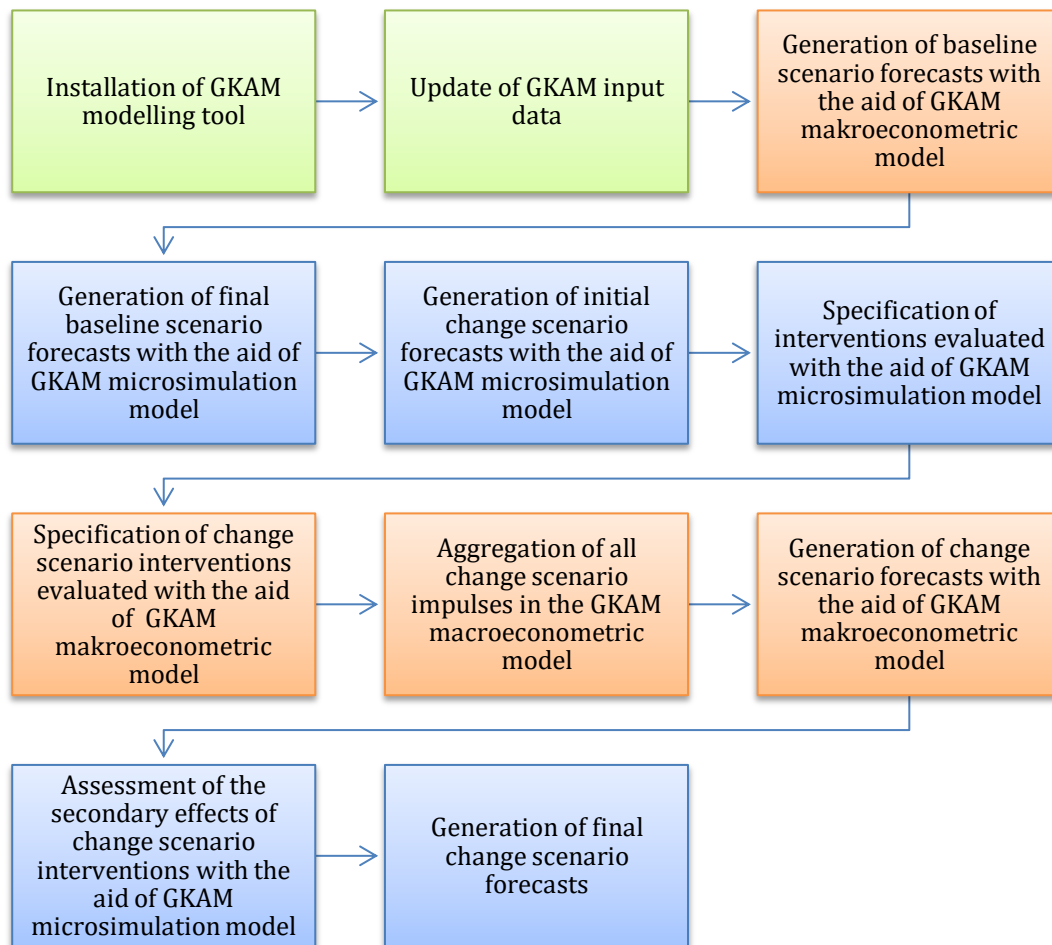 Installation of GKAM
modelling tool
Update of GKAM input
data
Generation of baseline
scenario forecasts with
the aid of GKAM
makroeconometric
model
Generation of final
baseline scenario
forecasts with the aid of
GKAM microsimulation
model
Generation of initial
change scenario
forecasts with the aid of
GKAM microsimulation
model
Specification of
interventions evaluated
with the aid of GKAM
microsimulation model
Specification of change
scenario interventions
evaluated with the aid
of GKAM
makroeconometric
model
Aggregation of all
change scenario
impulses in the GKAM
macroeconometric
model
Generation of change
scenario forecasts with
the aid of GKAM
makroeconometric
model
Assessment of the
secondary effects of
change scenario
interventions with the
aid of GKAM
microsimulation model
Generation of final
change scenario
forecasts